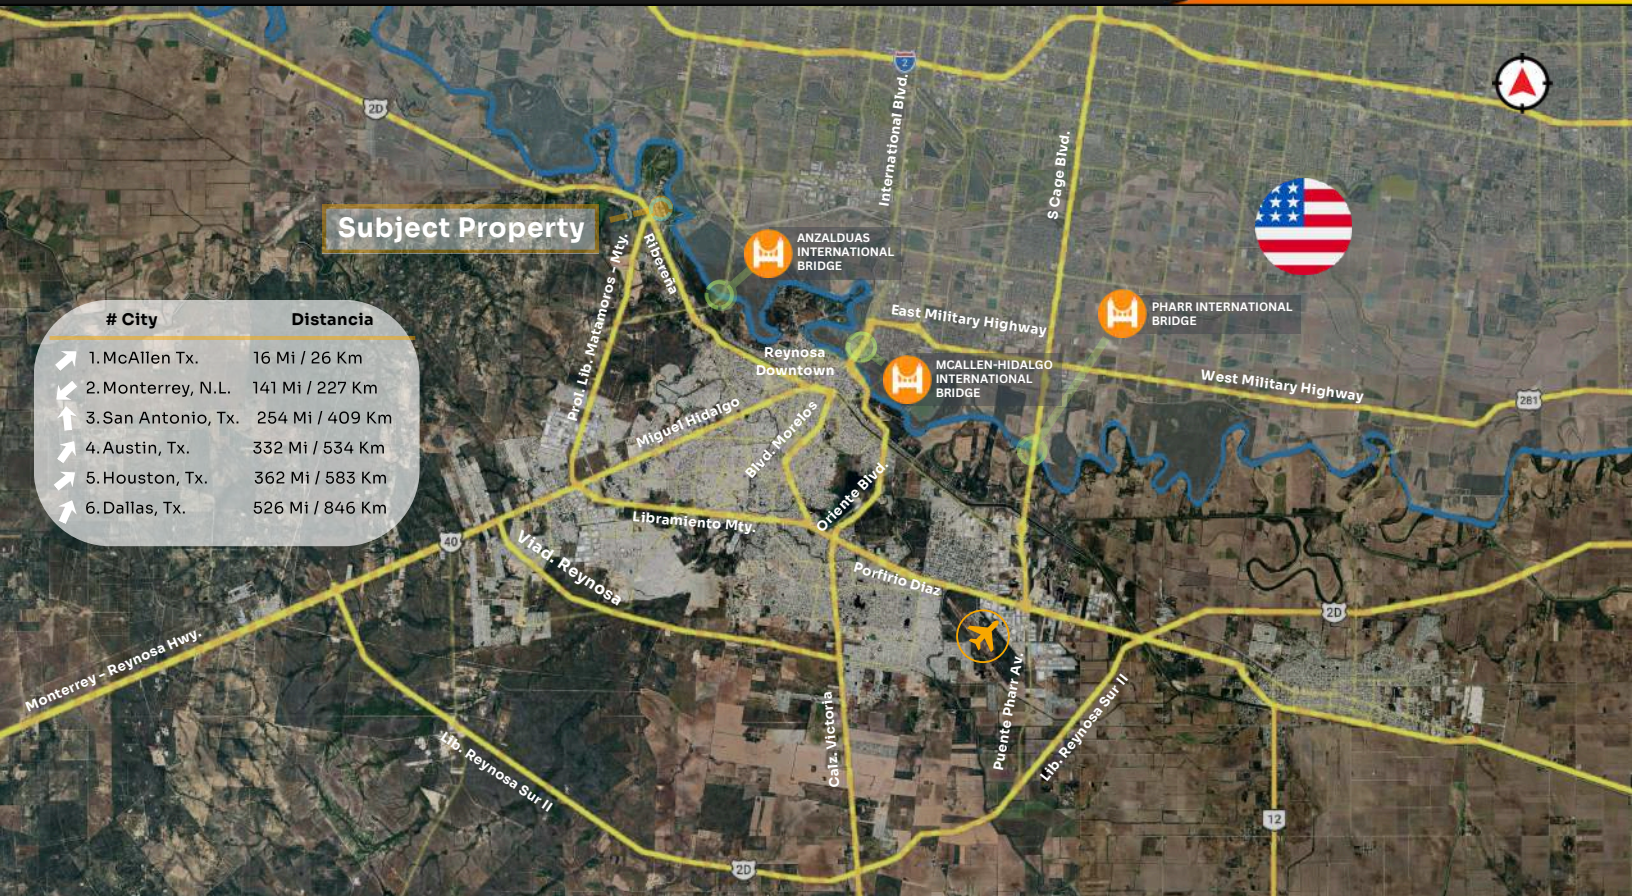 2
2D
International Blvd.
S Cage Blvd.
Subject Property
Ribereña
Prol. Lib. Matamoros - Mty.
ANZALDUAS
INTERNATIONAL
BRIDGE
PHARR INTERNATIONAL
BRIDGE
East Military Highway
# City Distancia
1. McAllen Tx. 16 Mi / 26 Km
2. Monterrey, N.L. 141 Mi / 227 Km
3. San Antonio, Tx. 254 Mi / 409 Km
4. Austin, Tx. 332 Mi / 534 Km
5. Houston, Tx. 362 Mi / 583 Km
6. Dallas, Tx. 526 Mi / 846 Km
Reynosa
Downtown
MCALLEN-HIDALGO
INTERNATIONAL
BRIDGE
West Military Highway
281
Miguel Hidalgo
Blvd. Morelos
Oriente Blvd.
Libramiento Mty.
40
Viad. Reynosa
Porfirio Diaz
2D
Monterrey - Reynosa Hwy.
Calz. Victoria
Puente Pharr Av.
Lib. Reynosa Sur II
Lib. Reynosa Sur II
12
2D